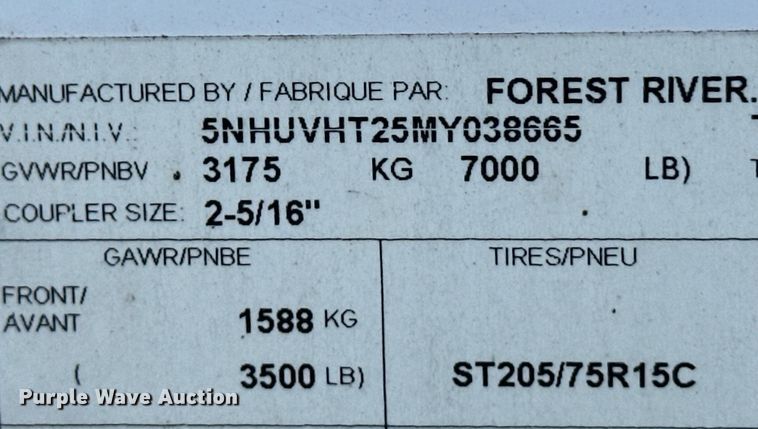 MANUFACTURED BY / FABRIQUE PAR: FOREST RIVER.
V.I.N./N.I.V.: 5NHUVHT25MY038665
GVWR/PNBV 3175 KG 7000 LB)
COUPLER SIZE: 2-5/16"
GAWR/PNBE TIRES/PNEU
FRONT/
AVANT 1588 KG
( 3500 LB) ST205/75R15C
Purple Wave Auction